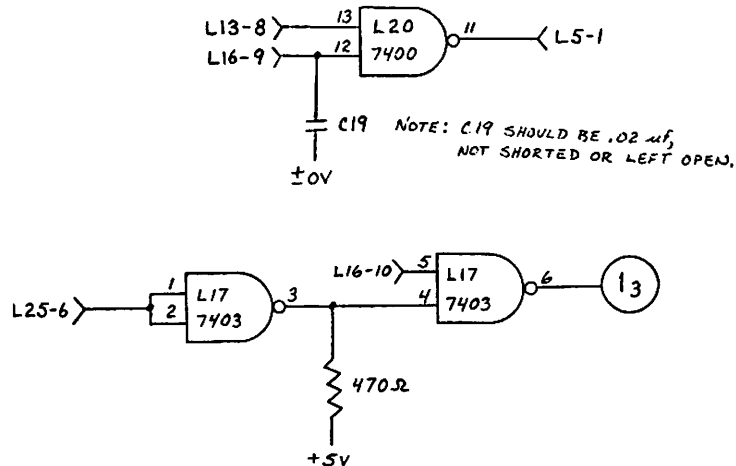 L13-8
13
L20
7400
11
L5-1
L16-9
12
C19
NOTE: C19 SHOULD BE .02 uf,
NOT SHORTED OR LEFT OPEN.
±0V
L25-6
1
2
L17
7403
3
L16-10
5
4
L17
7403
6
13
470Ω
+5V